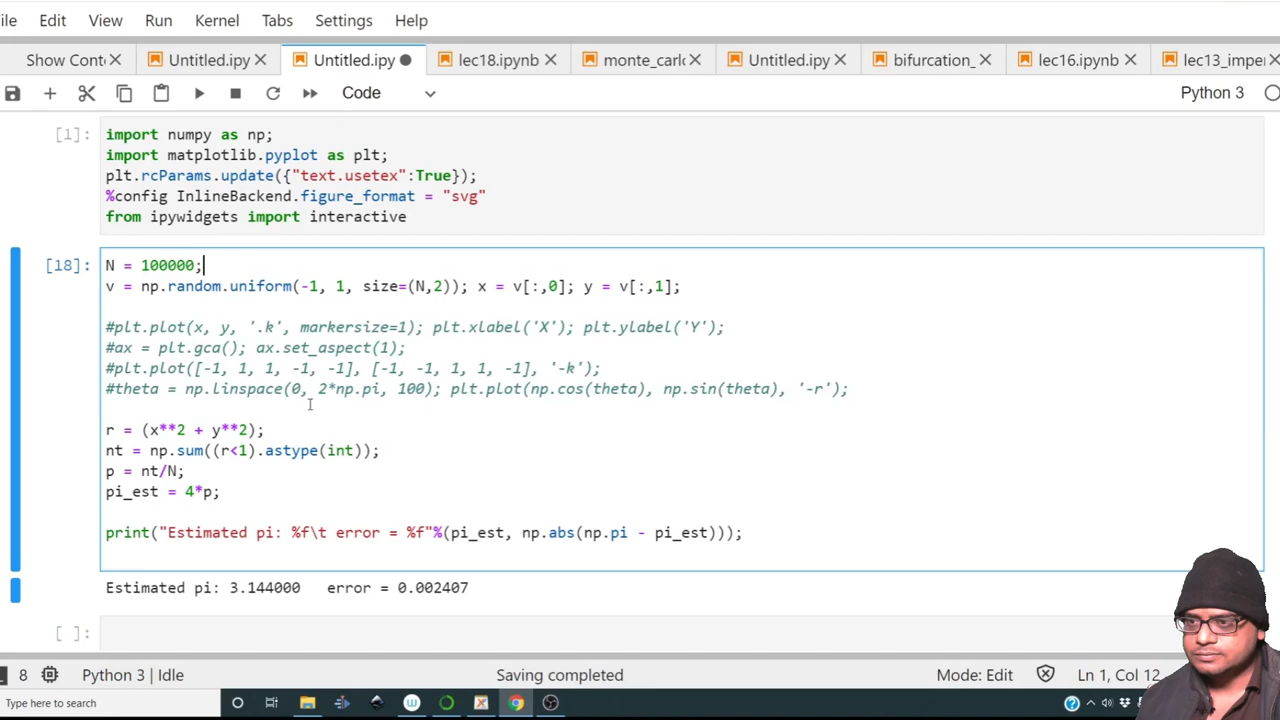 ile Edit View Run Kernel Tabs Settings Help
Show Cont Untitled.ipy Untitled.ipy lec18.ipynb monte_carlo Untitled.ipy bifurcation_ lec16.ipynb lec13_impe
Code Python 3
[1]: import numpy as np;
import matplotlib.pyplot as plt;
plt.rcParams.update({"text.usetex":True});
%config InlineBackend.figure_format = "svg"
from ipywidgets import interactive
[18]: N = 100000;
v = np.random.uniform(-1, 1, size=(N,2)); x = v[:,0]; y = v[:,1];
#plt.plot(x, y, '.k', markersize=1); plt.xlabel('X'); plt.ylabel('Y');
#ax = plt.gca(); ax.set_aspect(1);
#plt.plot([-1, 1, 1, -1, -1], [-1, -1, 1, 1, -1], '-k');
#theta = np.linspace(0, 2*np.pi, 100); plt.plot(np.cos(theta), np.sin(theta), '-r');
r = (x**2 + y**2);
nt = np.sum((r<1).astype(int));
p = nt/N;
pi_est = 4*p;
print("Estimated pi: %f\t error = %f"%(pi_est, np.abs(np.pi - pi_est)));
Estimated pi: 3.144000 error = 0.002407
[ ]:
8 Python 3 | Idle Saving completed Mode: Edit Ln 1, Col 12
Type here to search